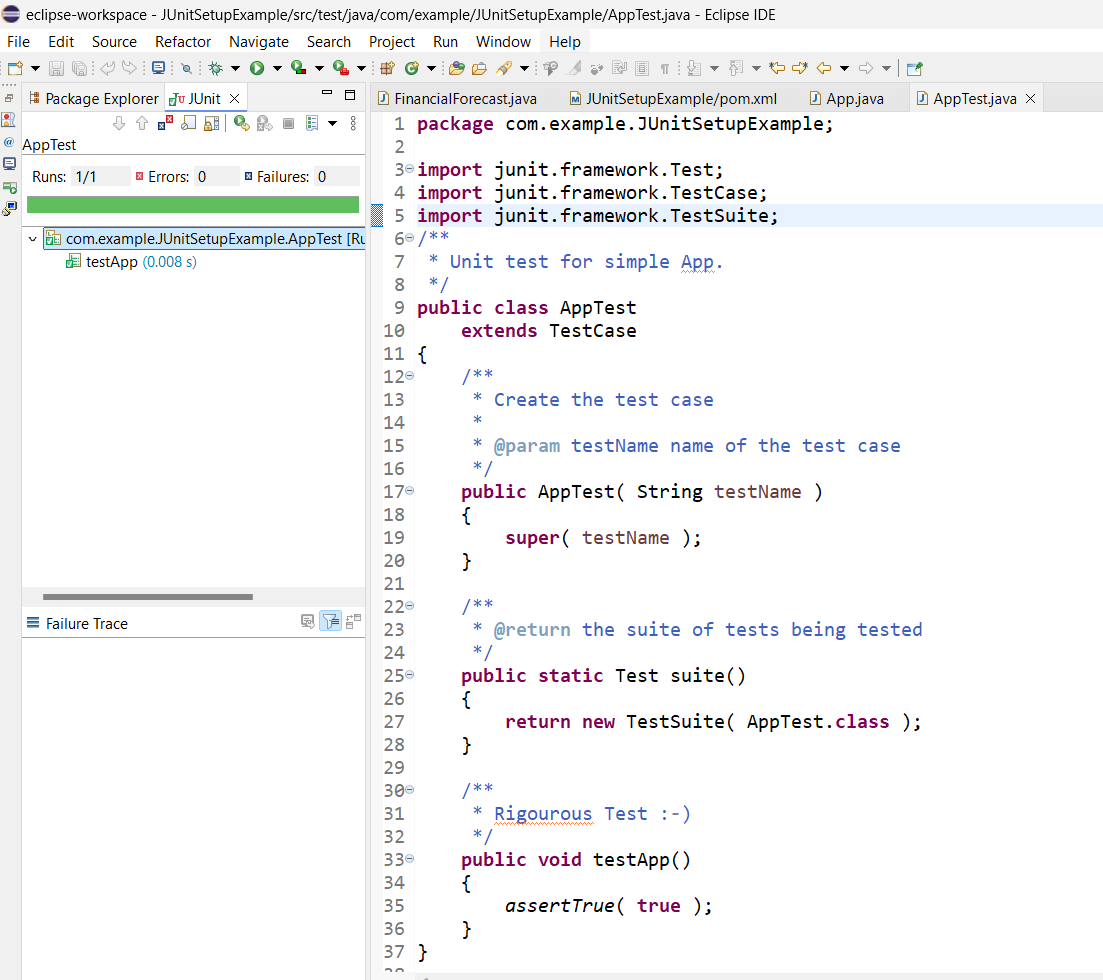 eclipse-workspace - JUnitSetupExample/src/test/java/com/example/JUnitSetupExample/AppTest.java - Eclipse IDE
File Edit Source Refactor Navigate Search Project Run Window Help
Package Explorer JUnit
AppTest
Runs: 1/1 Errors: 0 Failures: 0
com.example.JUnitSetupExample.AppTest [Ru
testApp (0.008 s)
Failure Trace
FinancialForecast.java JUnitSetupExample/pom.xml App.java AppTest.java
1 package com.example.JUnitSetupExample;
2
3 import junit.framework.Test;
4 import junit.framework.TestCase;
5 import junit.framework.TestSuite;
6 /**
7  * Unit test for simple App.
8  */
9 public class AppTest
10     extends TestCase
11 {
12     /**
13      * Create the test case
14      *
15      * @param testName name of the test case
16      */
17     public AppTest( String testName )
18     {
19         super( testName );
20     }
21
22     /**
23      * @return the suite of tests being tested
24      */
25     public static Test suite()
26     {
27         return new TestSuite( AppTest.class );
28     }
29
30     /**
31      * Rigourous Test :-)
32      */
33     public void testApp()
34     {
35         assertTrue( true );
36     }
37 }
38